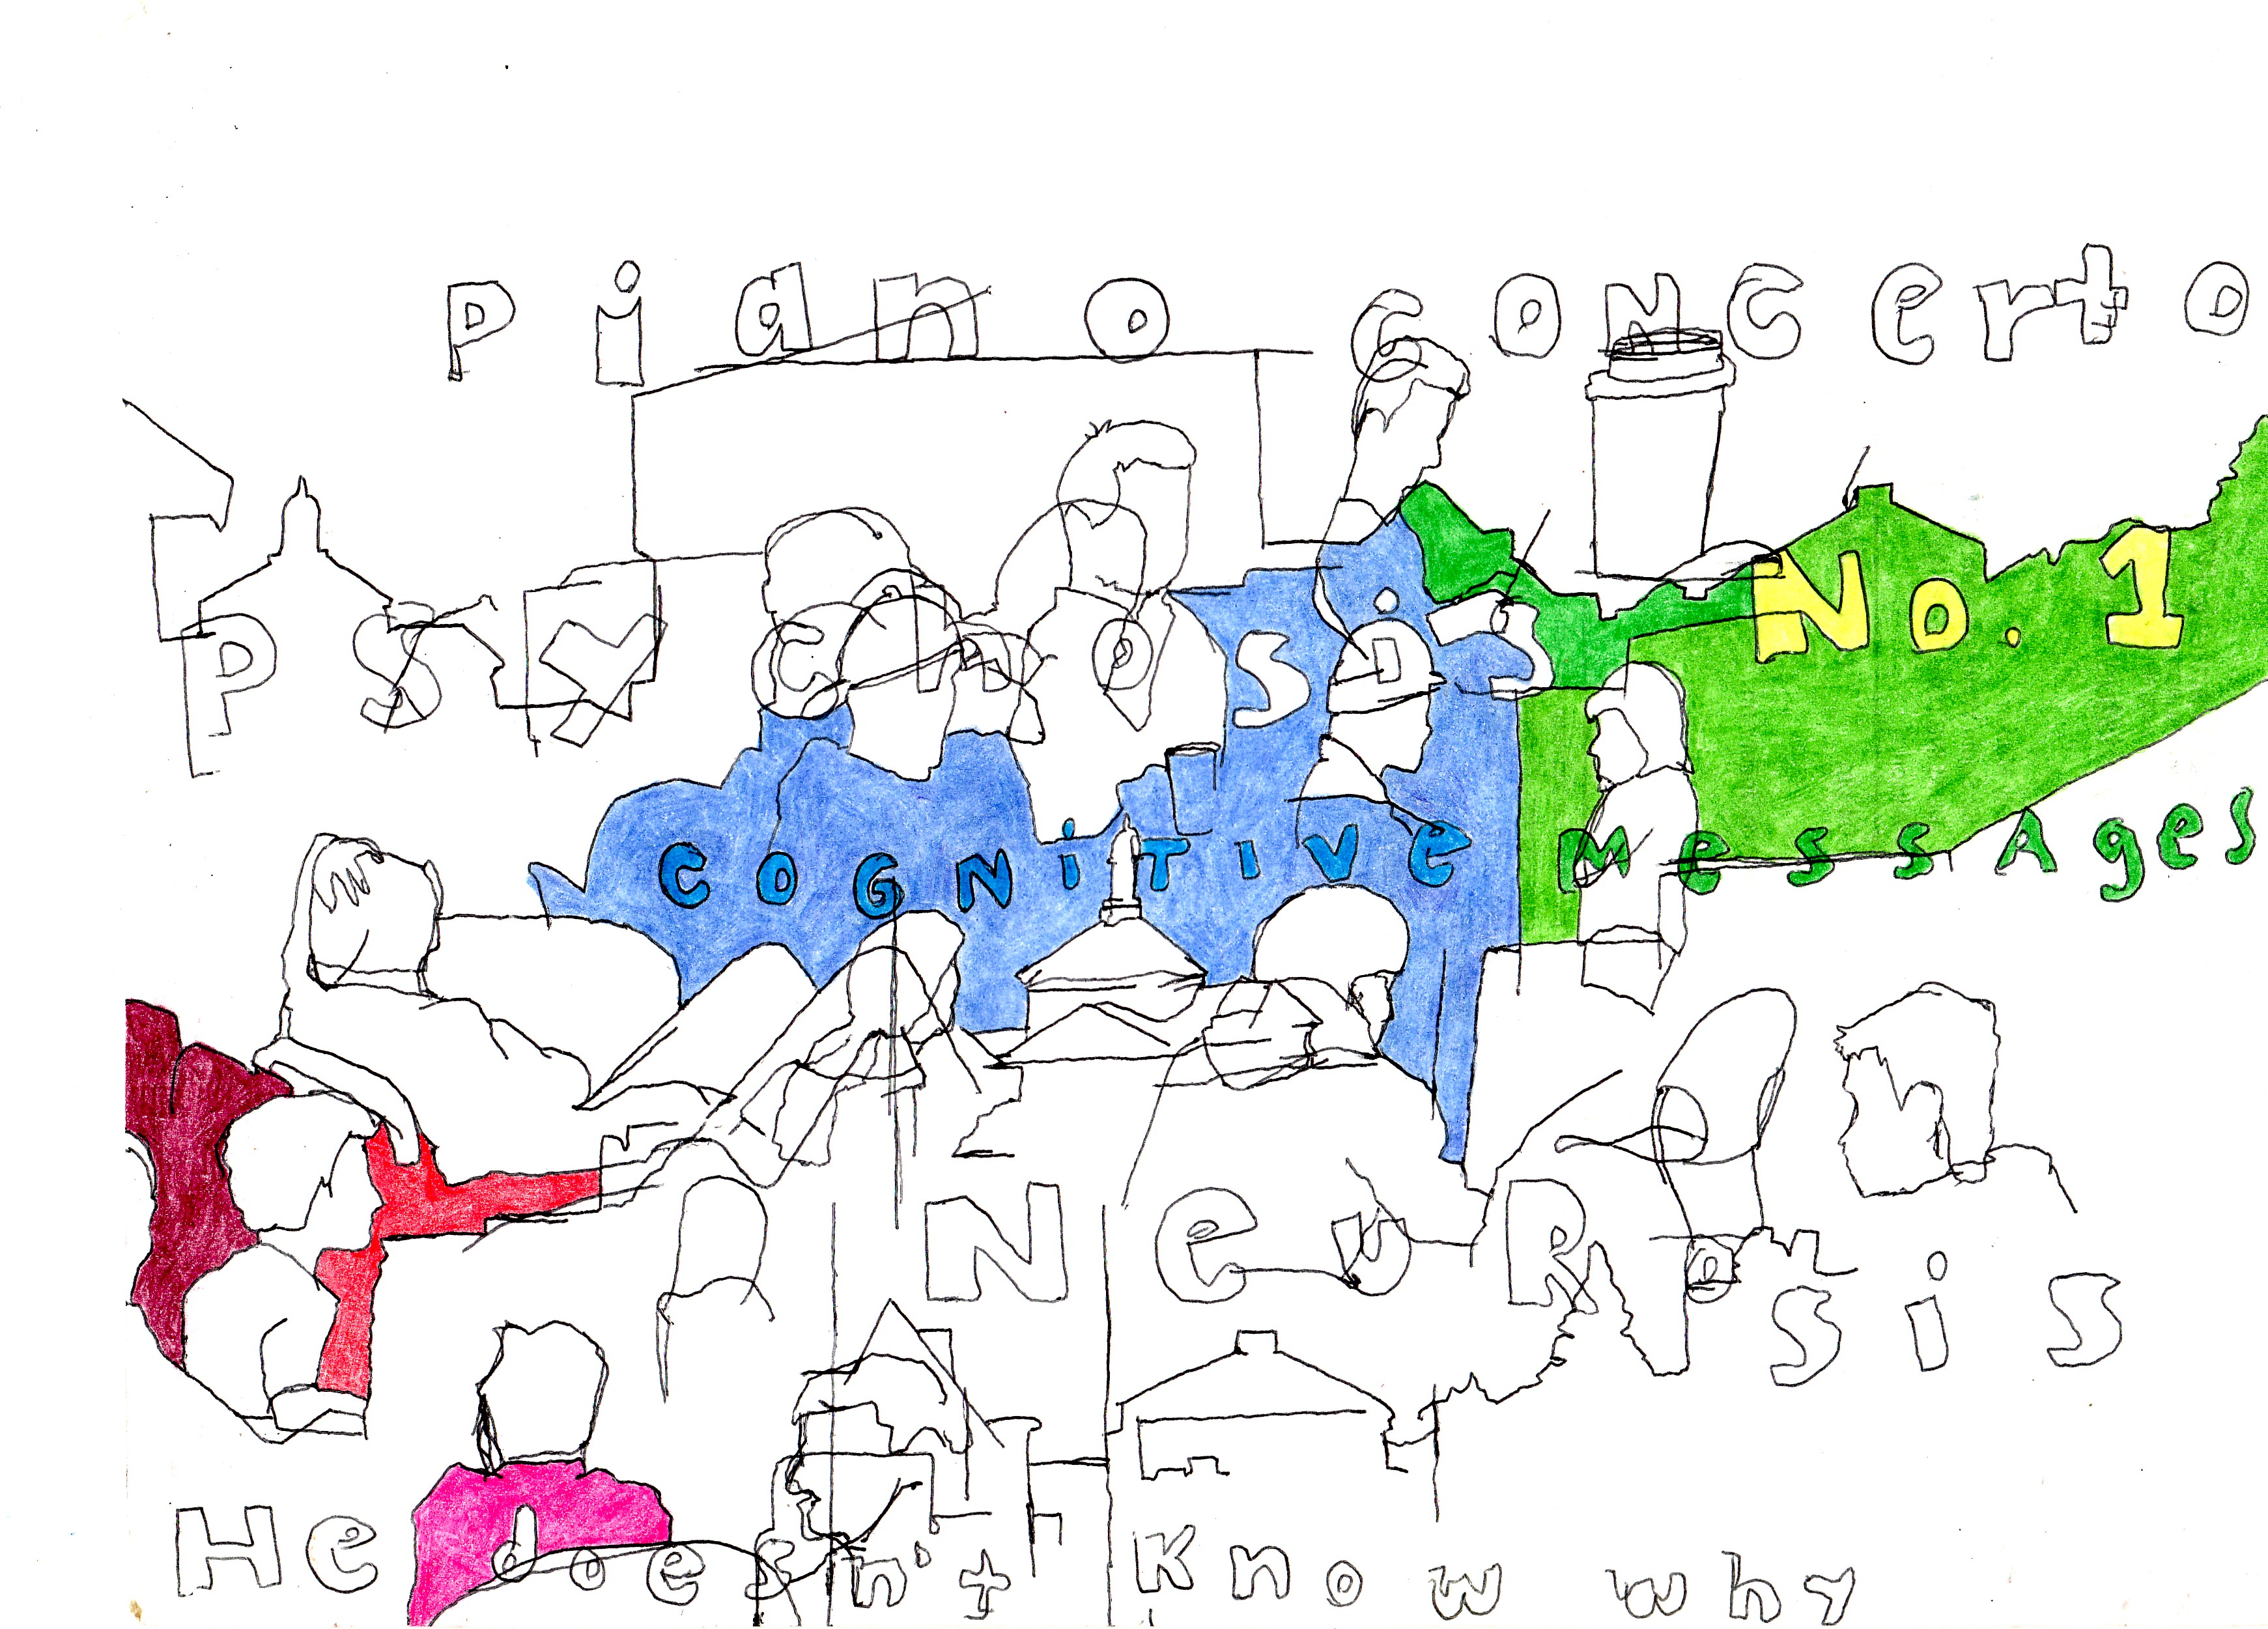 piano concerto
No. 1
PSYCHOSiS
COGNiTIVe MessAges
NeuRosiS
He doesn't Know why